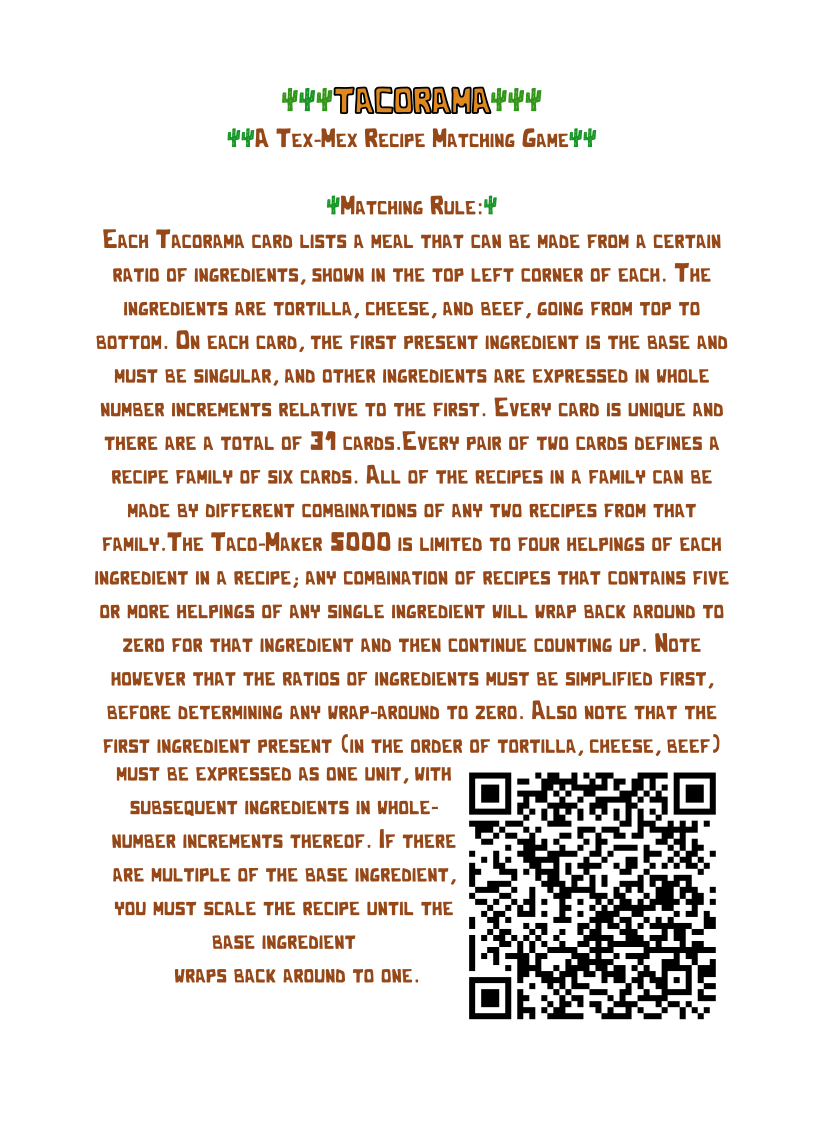 TACORAMA
A Tex-Mex Recipe Matching Game
Matching Rule:
Each Tacorama card lists a meal that can be made from a certain
ratio of ingredients, shown in the top left corner of each. The
ingredients are tortilla, cheese, and beef, going from top to
bottom. On each card, the first present ingredient is the base and
must be singular, and other ingredients are expressed in whole
number increments relative to the first. Every card is unique and
there are a total of 31 cards.Every pair of two cards defines a
recipe family of six cards. All of the recipes in a family can be
made by different combinations of any two recipes from that
family.The Taco-Maker 5000 is limited to four helpings of each
ingredient in a recipe; any combination of recipes that contains five
or more helpings of any single ingredient will wrap back around to
zero for that ingredient and then continue counting up. Note
however that the ratios of ingredients must be simplified first,
before determining any wrap-around to zero. Also note that the
first ingredient present (in the order of tortilla, cheese, beef)
must be expressed as one unit, with
subsequent ingredients in whole-
number increments thereof. If there
are multiple of the base ingredient,
you must scale the recipe until the
base ingredient
wraps back around to one.